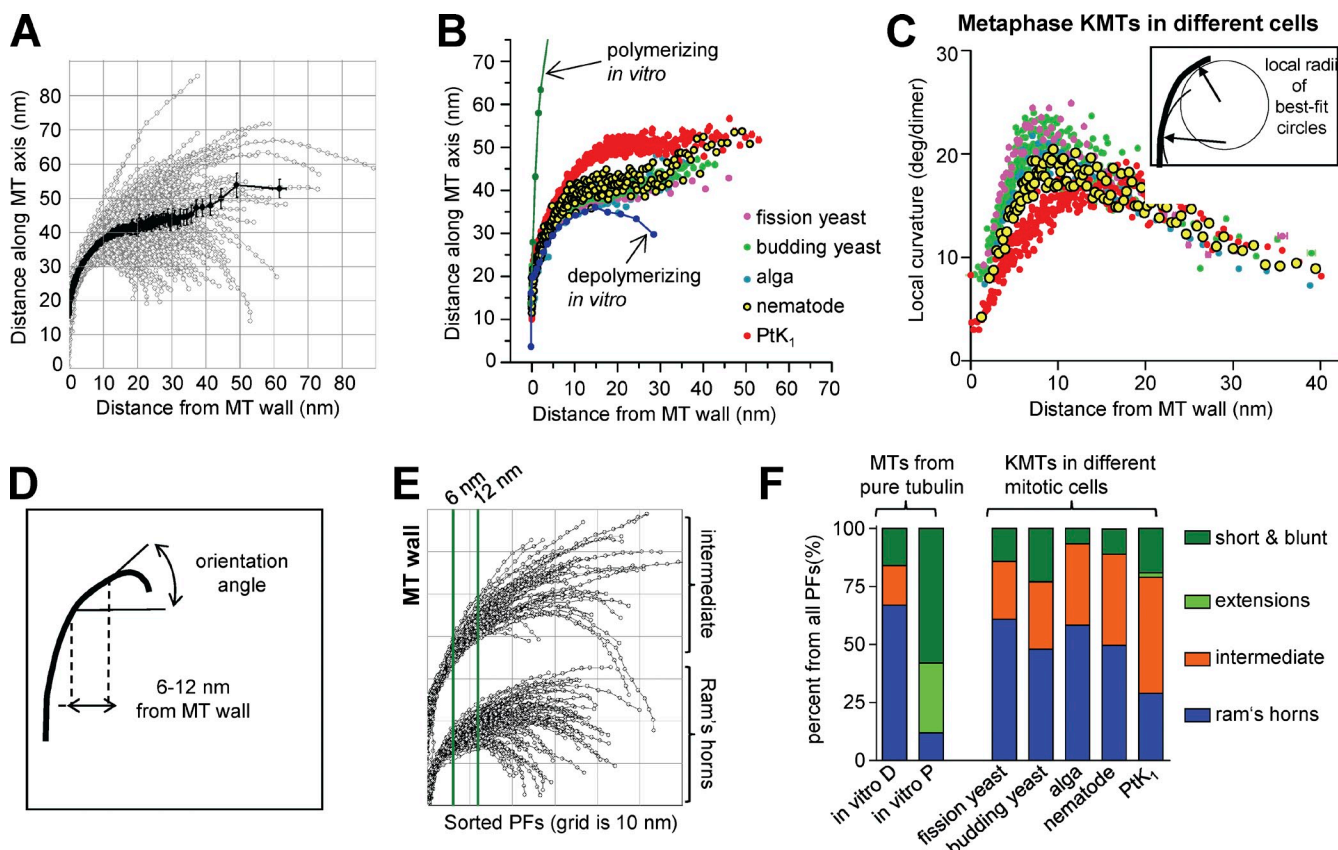 A
Distance along MT axis (nm)
80
70
60
50
40
30
20
10
0
0 10 20 30 40 50 60 70 80
Distance from MT wall (nm)
B
Distance along MT axis (nm)
70
60
50
40
30
20
10
0
0 10 20 30 40 50 60 70
Distance from MT wall (nm)
polymerizing
in vitro
depolymerizing
in vitro
fission yeast
budding yeast
alga
nematode
PtK1
C
Metaphase KMTs in different cells
Local curvature (deg/dimer)
30
20
10
0
0 10 20 30 40
Distance from MT wall (nm)
local radii
of
best-fit
circles
D
orientation
angle
6-12 nm
from MT wall
E
6 nm
12 nm
MT wall
intermediate
Ram's horns
Sorted PFs (grid is 10 nm)
F
MTs from
pure tubulin
KMTs in different
mitotic cells
percent from all PFs(%)
100
75
50
25
0
in vitro D
in vitro P
fission yeast
budding yeast
alga
nematode
PtK1
short & blunt
extensions
intermediate
ram's horns